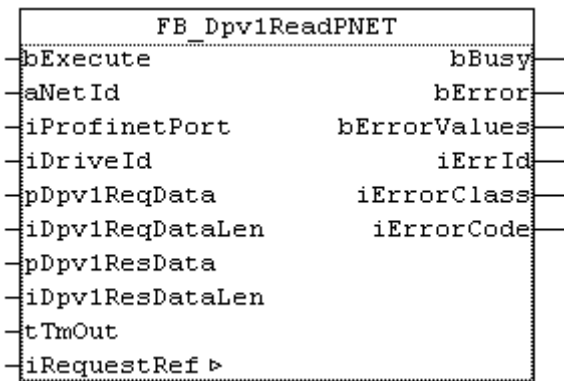 FB_Dpv1ReadPNET
bExecute bBusy
aNetId bError
iProfinetPort bErrorValues
iDriveId iErrId
pDpv1ReqData iErrorClass
iDpv1ReqDataLen iErrorCode
pDpv1ResData
iDpv1ResDataLen
tTmOut
iRequestRef ▷